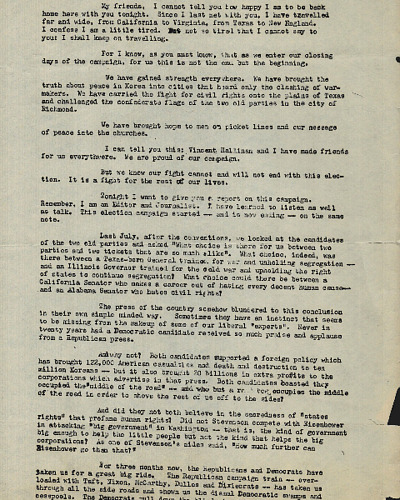 My friends, I cannot tell you how happy I am to be back
home here with you tonight. Since I last met with you, I have travelled
far and wide, from California to Virginia, from Texas to New England.
I confess I am a little tired. But not so tired that I cannot say to
you: I shall keep on travelling.
For I know, as you must know, that as we enter our closing
days of the campaign, for us this is not the end but the beginning.
We have gained strength everywhere. We have brought the
truth about peace in Korea into cities that heard only the clashing of war-
makers. We have carried the fight for civil rights onto the plains of Texas
and challenged the confederate flags of the two old parties in the city of
Richmond.
We have brought hope to men on picket lines and our message
of peace into the churches.
I can tell you this: Vincent Hallinan and I have made friends
for us everywhere. We are proud of our campaign.
But we know our fight cannot and will not end with this elec-
tion. It is a fight for the rest of our lives.
Tonight I want to give you a report on this campaign.
Remember, I am an Editor and Journalist. I have learned to listen as well
as talk. This election campaign started -- and is now ending -- on the same
note.
Last July, after the conventions, we looked at the candidates
of the two old parties and asked "What choice is there for us between two
parties and two tickets that are so much alike". What choice, indeed, was
there between a Texas-born General trained for war and upholding segregation --
and an Illinois Governor trained for the cold war and upholding the right
of states to continue segregation? What choice could there be between a
California Senator who makes a career out of hating every decent human cause--
and an Alabama Senator who hates civil rights?
The press of the country somehow blundered to this conclusion
in their own simple minded way. Sometimes they have an instinct that seems
to be missing from the makeup of some of our liberal "experts". Never in
twenty years had a Democratic candidate received so much praise and applause
from a Republican press.
And why not? Both candidates supported a foreign policy which
has brought 122,000 American casualties and death and destruction to ten
million Koreans -- but it also brought 20 billions in extra profits to the
corporations which advertise in that press. Both candidates boasted they
occupied the "middle of the road" -- and who but a occupies the middle
of the road in order to shove the rest of us off to the sides?
And did they not both believe in the sacredness of "states
rights" that profane human rights? Did not Stevenson compete with Eisenhower
in attacking "big government" in Washington -- that is, the kind of government
big enough to help the little people but not the kind that helps the big
corporations? As one of Stevenson's aides said, "How much further can
Eisenhower go than that?"
For three months now, the Republicans and Democrats have
taken us for a great big ride. The Republican campaign train -- over-
loaded with Taft, Nixon, McCarthy, Dulles and Dirksen -- has taken us
through all the side roads and shown us the dismal Democratic swamps and
cesspools. The Democrats